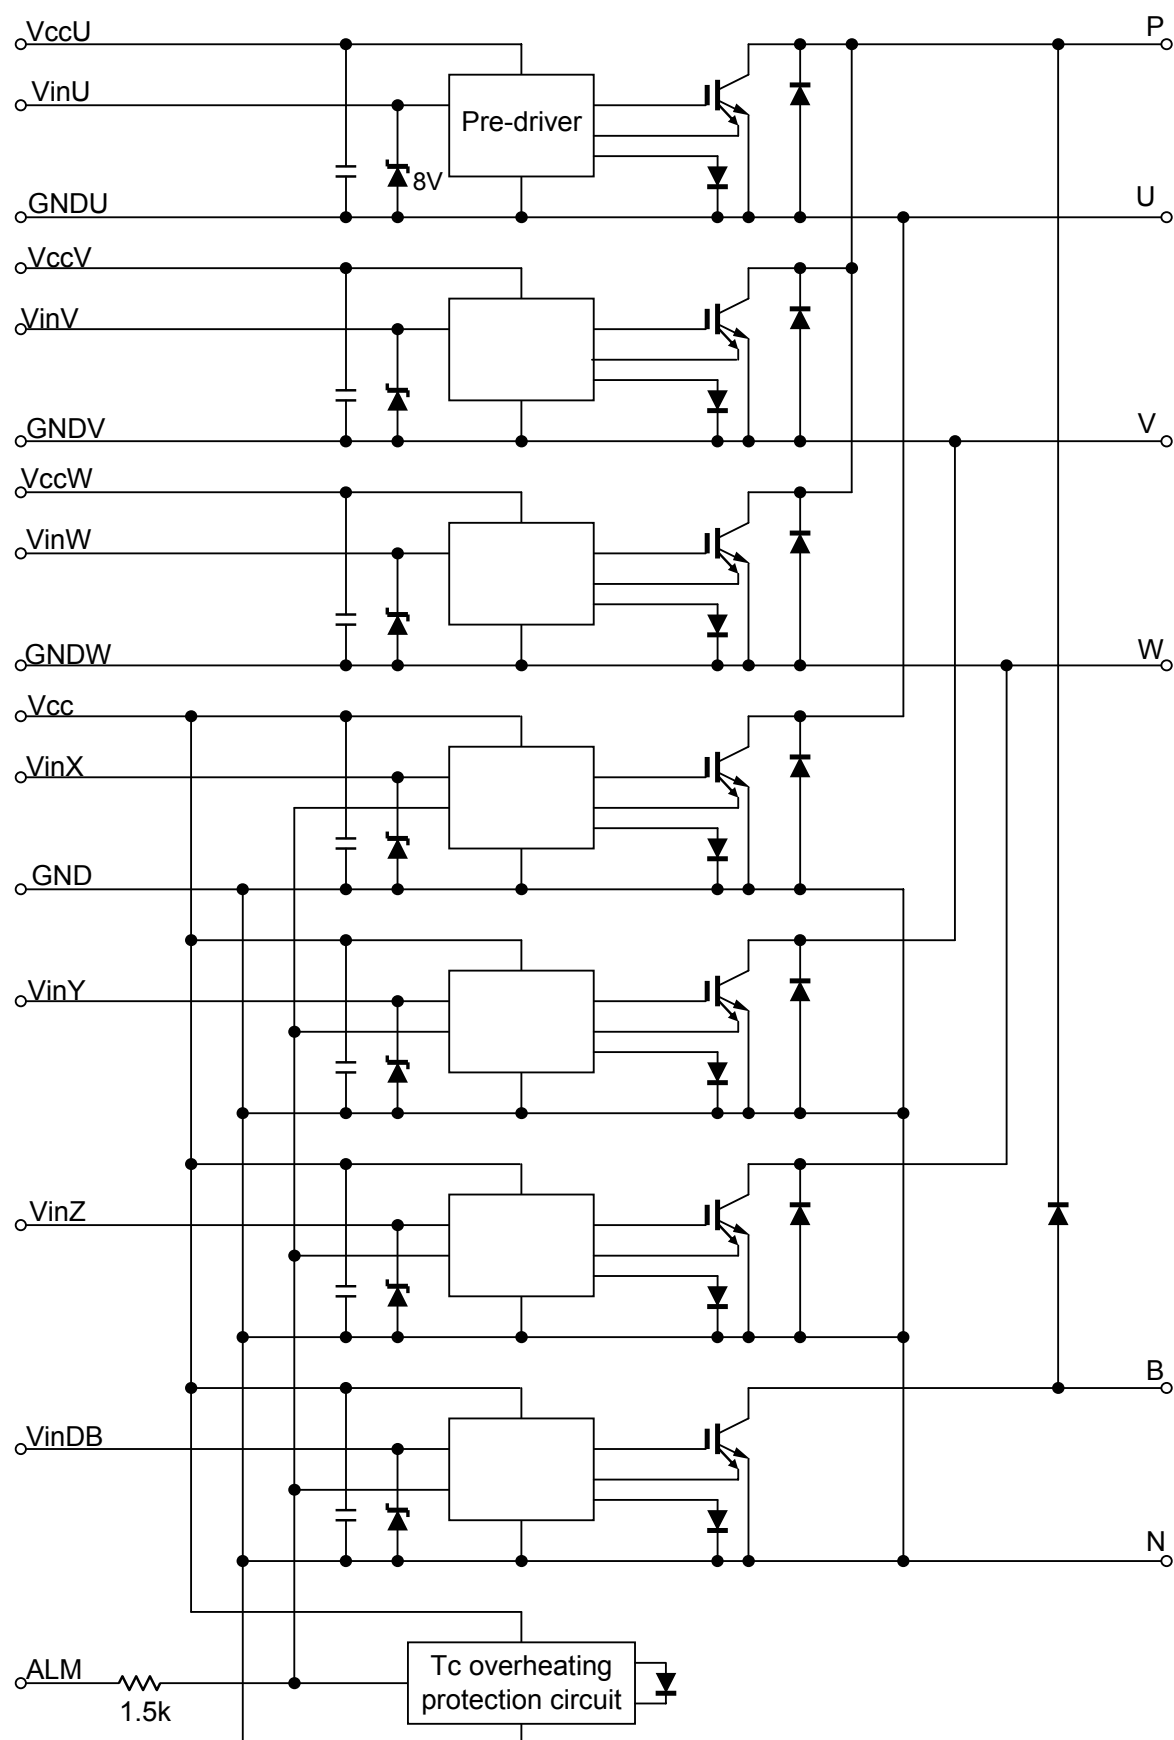 VccU
P
VinU
Pre-driver
8V
GNDU
U
VccV
VinV
GNDV
V
VccW
VinW
GNDW
W
Vcc
VinX
GND
VinY
VinZ
B
VinDB
N
ALM
1.5k
Tc overheating
protection circuit